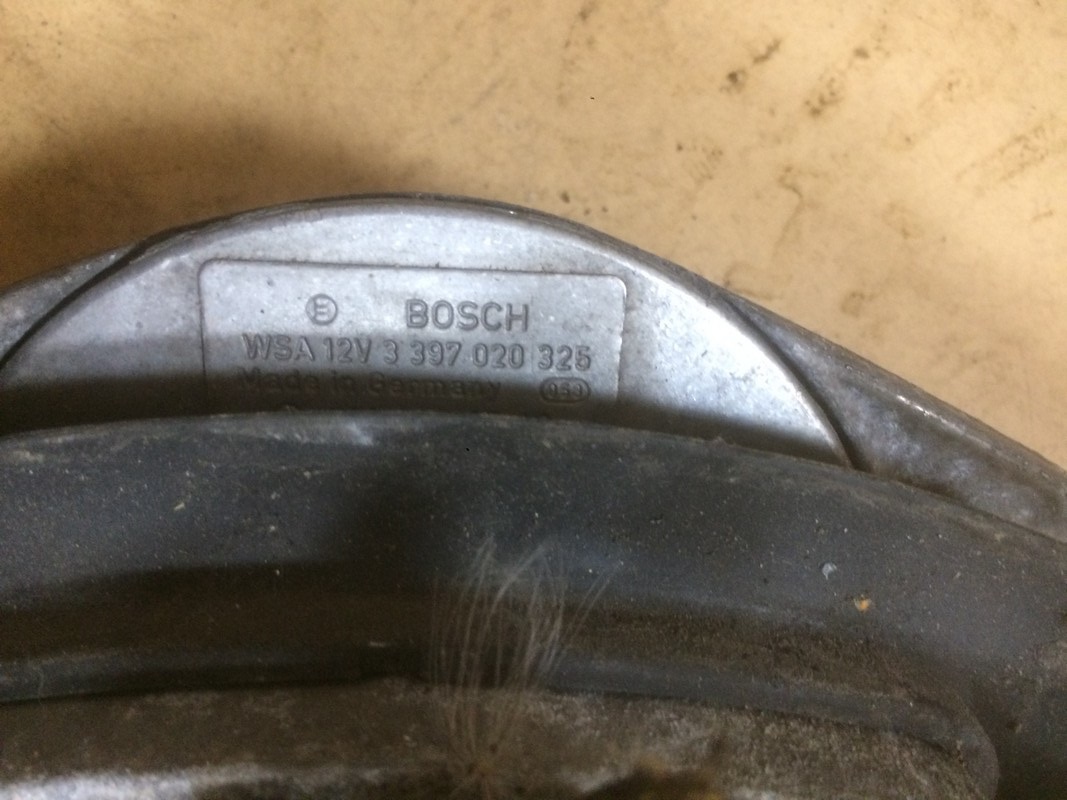 BOSCH
WSA 12V 3 397 020 325
Made in Germany